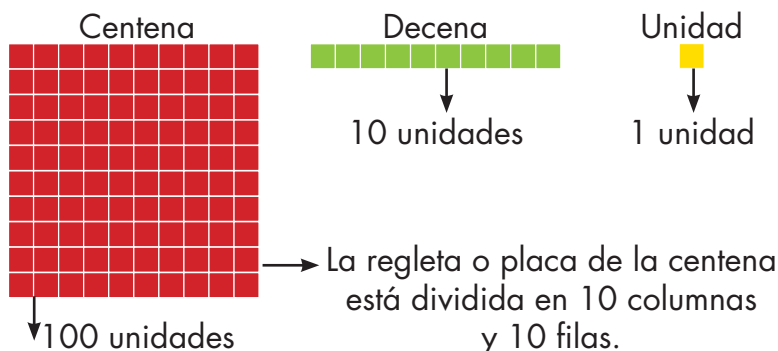 Centena
Decena
Unidad
10 unidades
1 unidad
La regleta o placa de la centena
está dividida en 10 columnas
y 10 filas.
100 unidades